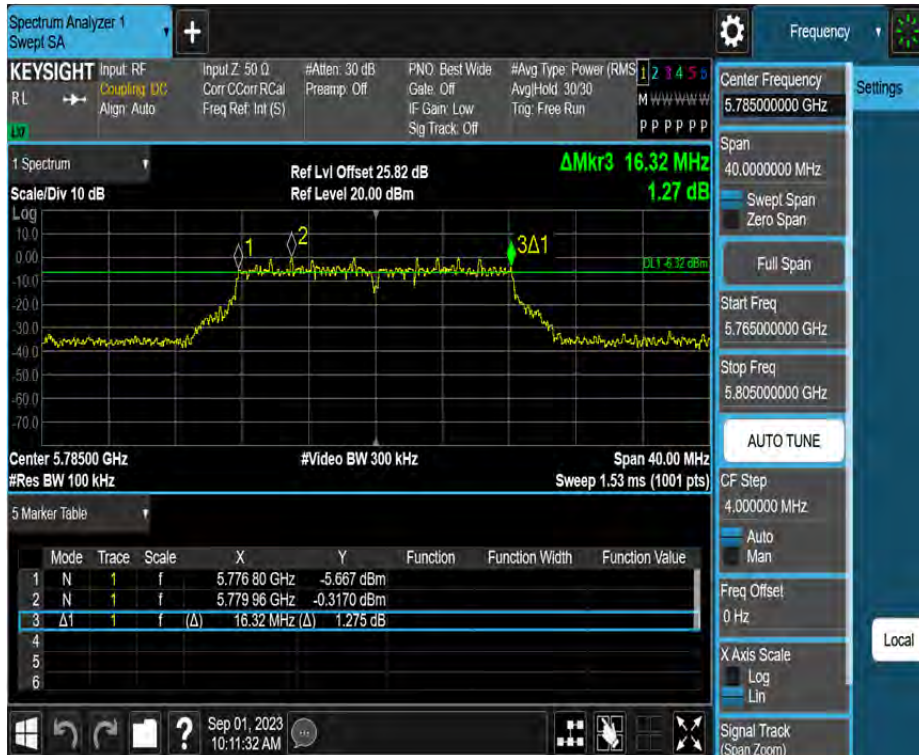 Spectrum Analyzer 1
Swept SA
+
Frequency
KEYSIGHT
Input: RF
Input Z: 50 Ω
#Atten: 30 dB
PNO: Best Wide
#Avg Type: Power (RMS
1 2 3 4 5 6
RL
Coupling: DC
Corr CCorr RCal
Preamp: Off
Gate: Off
Avg|Hold: 30/30
M W W W W W
Align: Auto
Freq Ref: Int (S)
IF Gain: Low
Trig: Free Run
Sig Track: Off
P P P P P P
LXI
Center Frequency
5.785000000 GHz
Settings
Span
40.0000000 MHz
Swept Span
Zero Span
Full Span
Start Freq
5.765000000 GHz
Stop Freq
5.805000000 GHz
AUTO TUNE
CF Step
4.000000 MHz
Auto
Man
Freq Offset
0 Hz
X Axis Scale
Log
Lin
Signal Track
(Span Zoom)
Local
1 Spectrum
Ref Lvl Offset 25.82 dB
ΔMkr3 16.32 MHz
Scale/Div 10 dB
Ref Level 20.00 dBm
1.27 dB
Log
10.0
0.00
-10.0
-20.0
-30.0
-40.0
-50.0
-60.0
-70.0
1
2
3Δ1
DL1 -6.32 dBm
Center 5.78500 GHz
#Video BW 300 kHz
Span 40.00 MHz
#Res BW 100 kHz
Sweep 1.53 ms (1001 pts)
5 Marker Table
Mode Trace Scale X Y Function Function Width Function Value
1 N 1 f 5.776 80 GHz -5.667 dBm
2 N 1 f 5.779 96 GHz -0.3170 dBm
3 Δ1 1 f (Δ) 16.32 MHz (Δ) 1.275 dB
4
5
6
?
Sep 01, 2023
10:11:32 AM